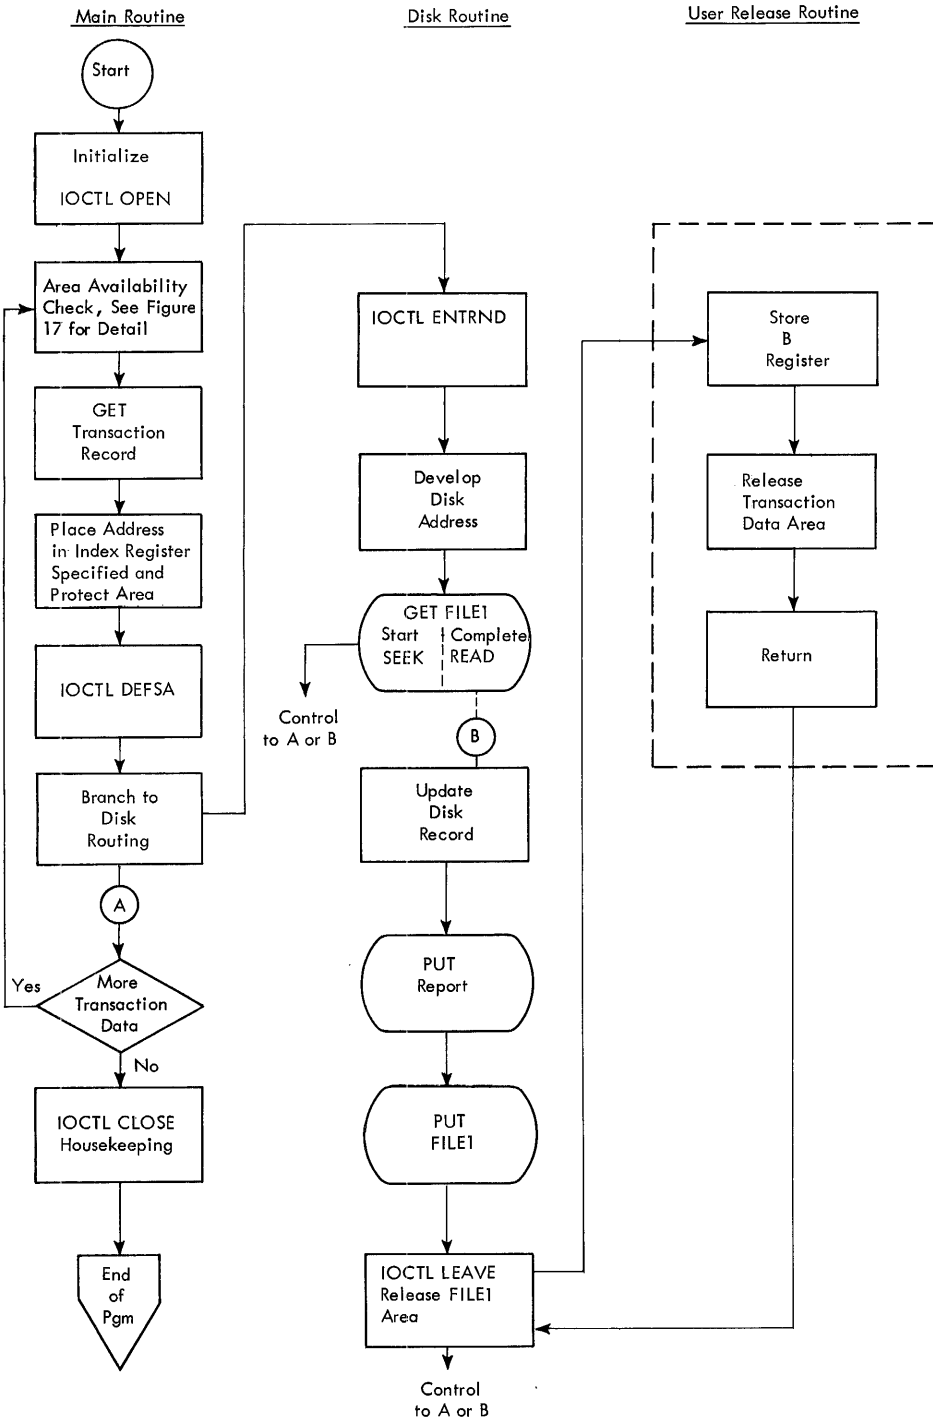 Main Routine
Start
Initialize
IOCTL OPEN
Area Availability
Check, See Figure
17 for Detail
GET
Transaction
Record
Place Address
in Index Register
Specified and
Protect Area
IOCTL DEFSA
Branch to
Disk
Routing
A
Yes
More
Transaction
Data
No
IOCTL CLOSE
Housekeeping
End
of
Pgm
Disk Routine
IOCTL ENTRND
Develop
Disk
Address
GET FILE1
Start
SEEK
Complete
READ
Control
to A or B
B
Update
Disk
Record
PUT
Report
PUT
FILE1
IOCTL LEAVE
Release FILE1
Area
Control
to A or B
User Release Routine
Store
B
Register
Release
Transaction
Data Area
Return